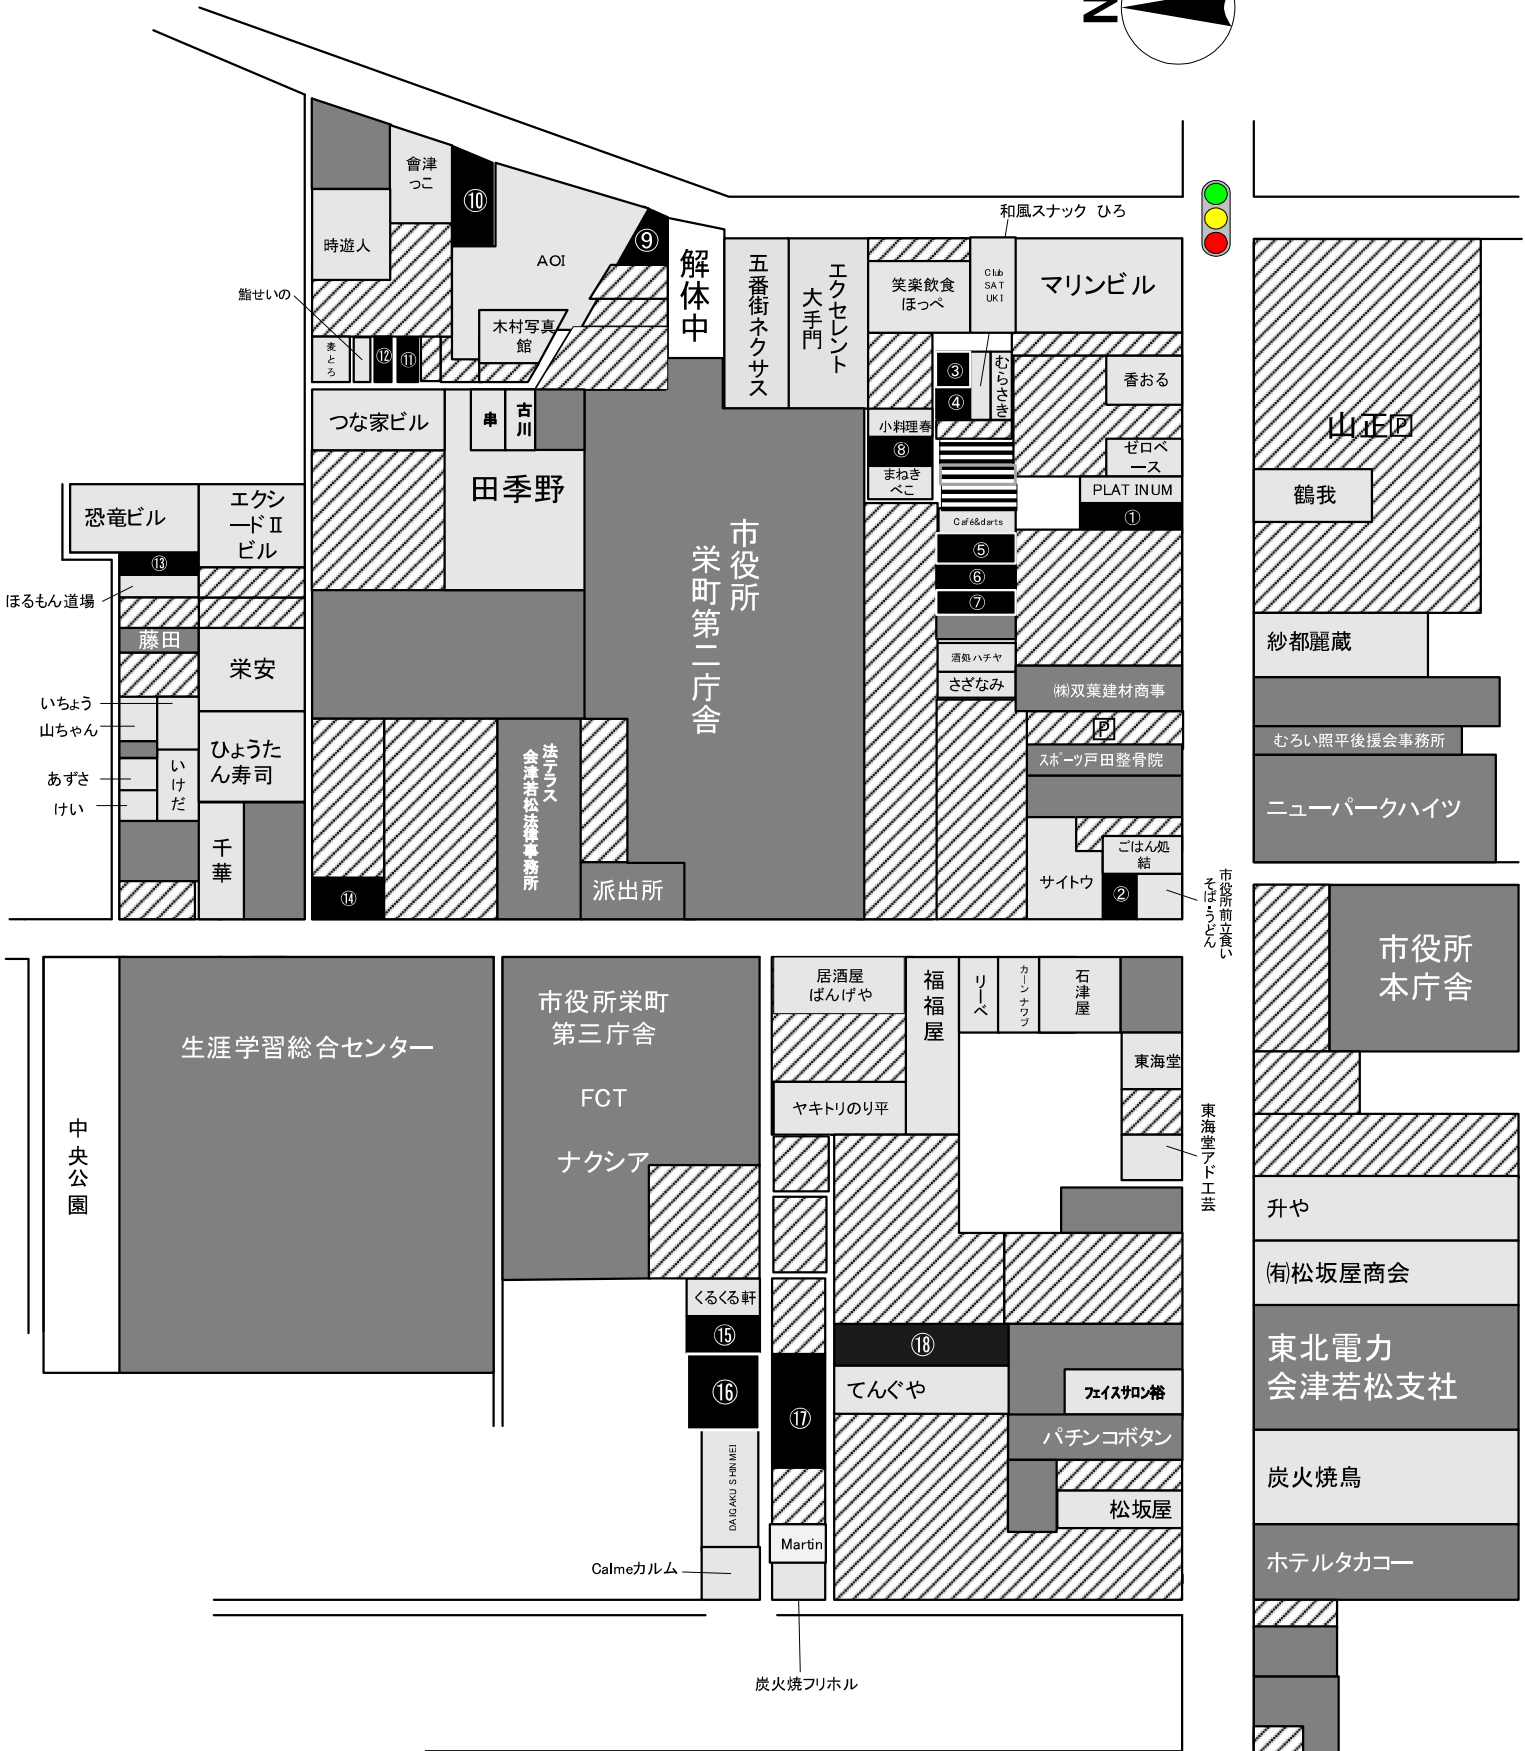 N
會津
っこ
⑩
時遊人
AOI
⑨
解体中
鮨せいの
木村写真
館
麦とろ
⑫
⑪
五番街ネクサス
エクセレント
大手門
和風スナック ひろ
笑楽飲食
ほっぺ
Club
SAT
UKI
マリンビル
③
④
むらさき
香おる
小料理春
⑧
まねき
べこ
ゼロベ
ース
PLATINUM
①
Café&darts
⑤
⑥
⑦
酒処ハチヤ
さざなみ
㈱双葉建材商事
P
スポーツ戸田整骨院
ごはん処
結
サイトウ
②
市役所前立食い
そば・うどん
つな家ビル
串
古川
田季野
市役所
栄町第二庁舎
恐竜ビル
エクシ
ードⅡ
ビル
⑬
ほるもん道場
藤田
栄安
いちょう
山ちゃん
ひょうた
ん寿司
いけだ
あずさ
けい
千華
⑭
法テラス
会津若松法律事務所
派出所
山正P
鶴我
紗都麗蔵
むろい照平後援会事務所
ニューパークハイツ
市役所
本庁舎
中央公園
生涯学習総合センター
市役所栄町
第三庁舎
FCT
ナクシア
居酒屋
ばんげや
福福屋
リーベ
カーン ナワブ
石津屋
東海堂
ヤキトリのり平
東海堂アド工芸
升や
㈲松坂屋商会
くるくる軒
⑮
⑯
⑰
⑱
てんぐや
フェイスサロン裕
パチンコボタン
松坂屋
東北電力
会津若松支社
炭火焼鳥
ホテルタカコー
DAIGAKU SHINMEI
Martin
Calmeカルム
炭火焼フリホル